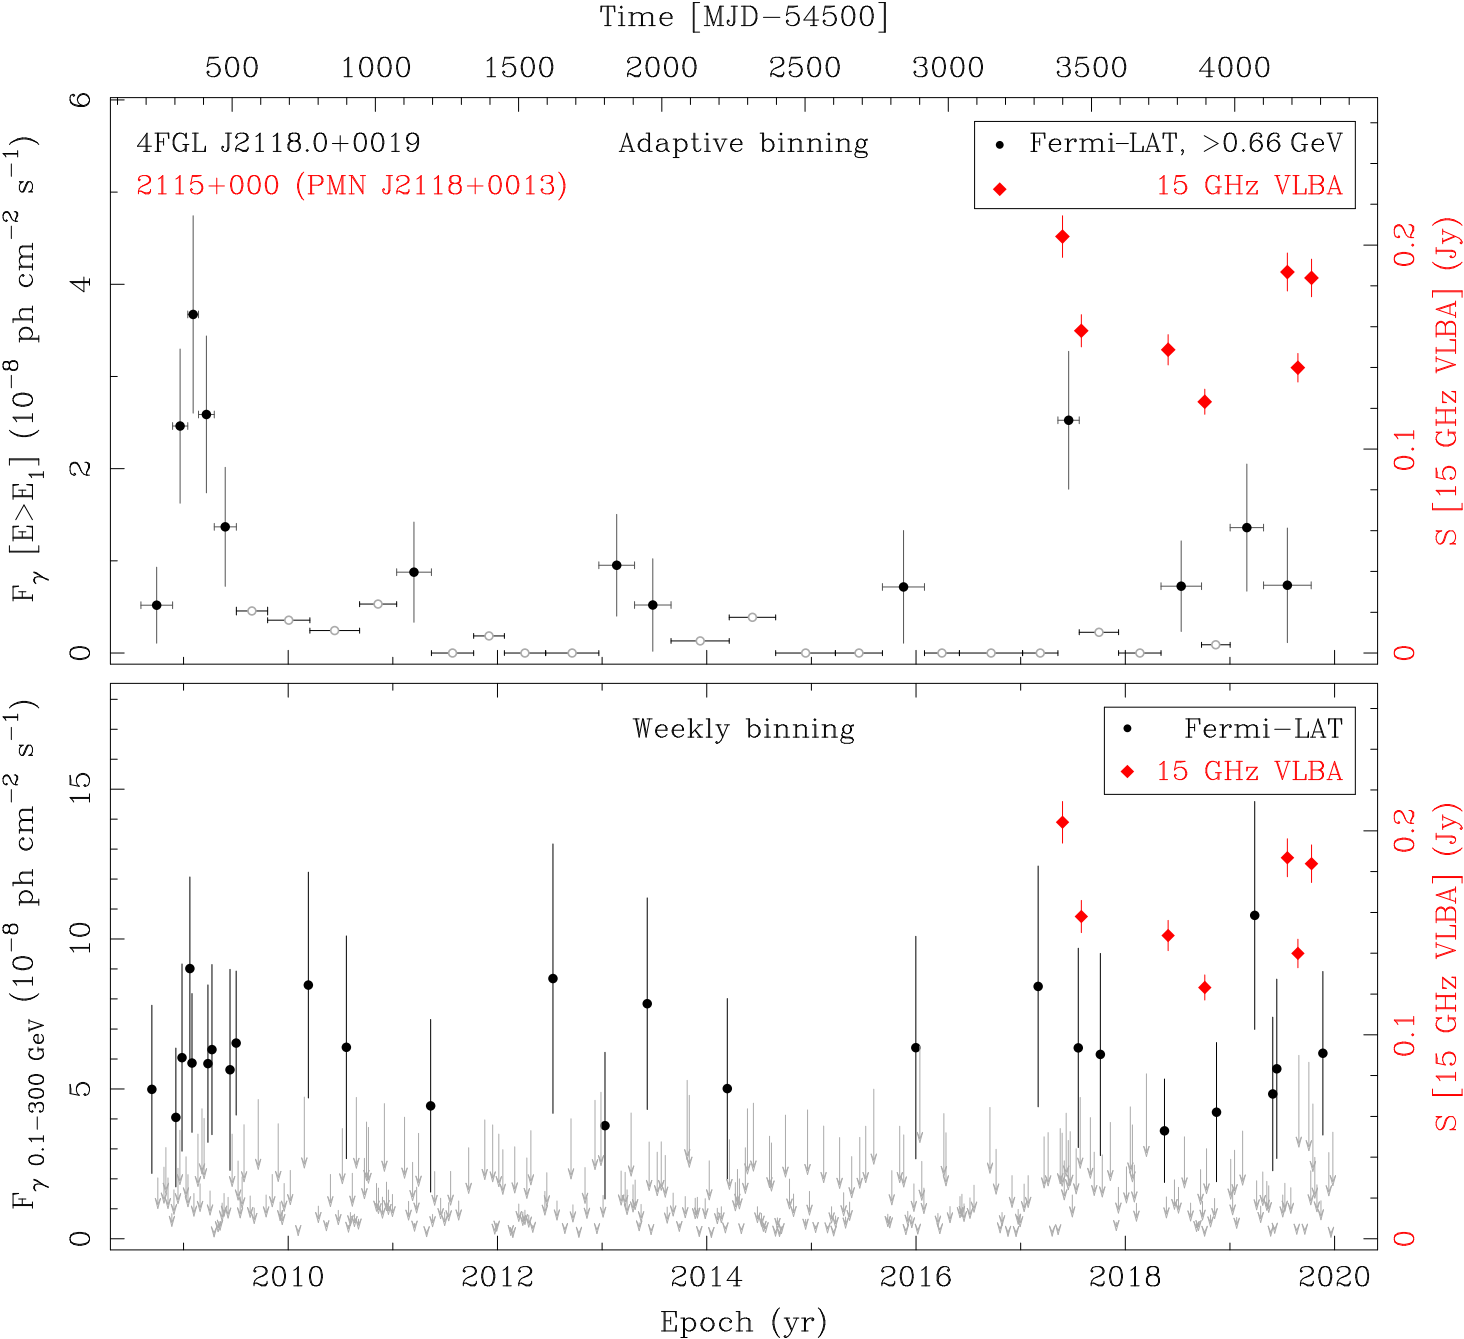 Time [MJD−54500]
500 1000 1500 2000 2500 3000 3500 4000
4FGL J2118.0+0019
2115+000 (PMN J2118+0013)
Adaptive binning
Fermi−LAT, >0.66 GeV
15 GHz VLBA
F_γ [E>E_1] (10^−8 ph cm^−2 s^−1)
6
4
2
0
S [15 GHz VLBA] (Jy)
0.2
0.1
0
Weekly binning
Fermi−LAT
15 GHz VLBA
F_γ 0.1−300 GeV (10^−8 ph cm^−2 s^−1)
15
10
5
0
S [15 GHz VLBA] (Jy)
0.2
0.1
0
2010 2012 2014 2016 2018 2020
Epoch (yr)